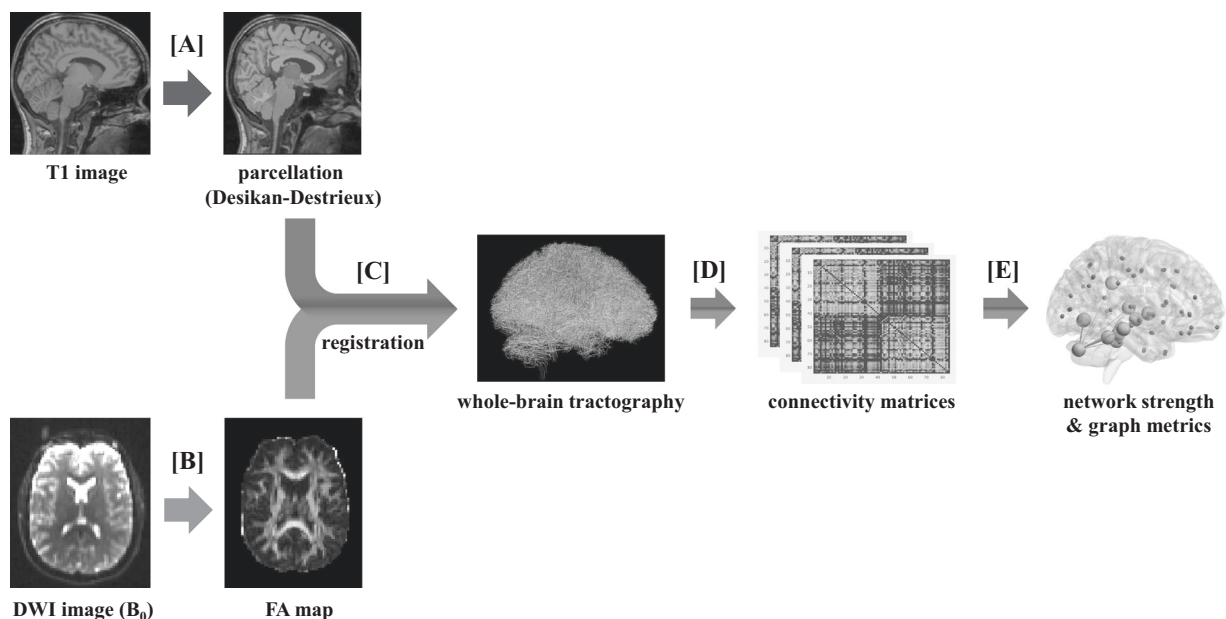 [A]
T1 image
parcellation
(Desikan-Destrieux)
[C]
registration
[D]
[E]
whole-brain tractography
connectivity matrices
network strength
& graph metrics
[B]
DWI image (B₀)
FA map